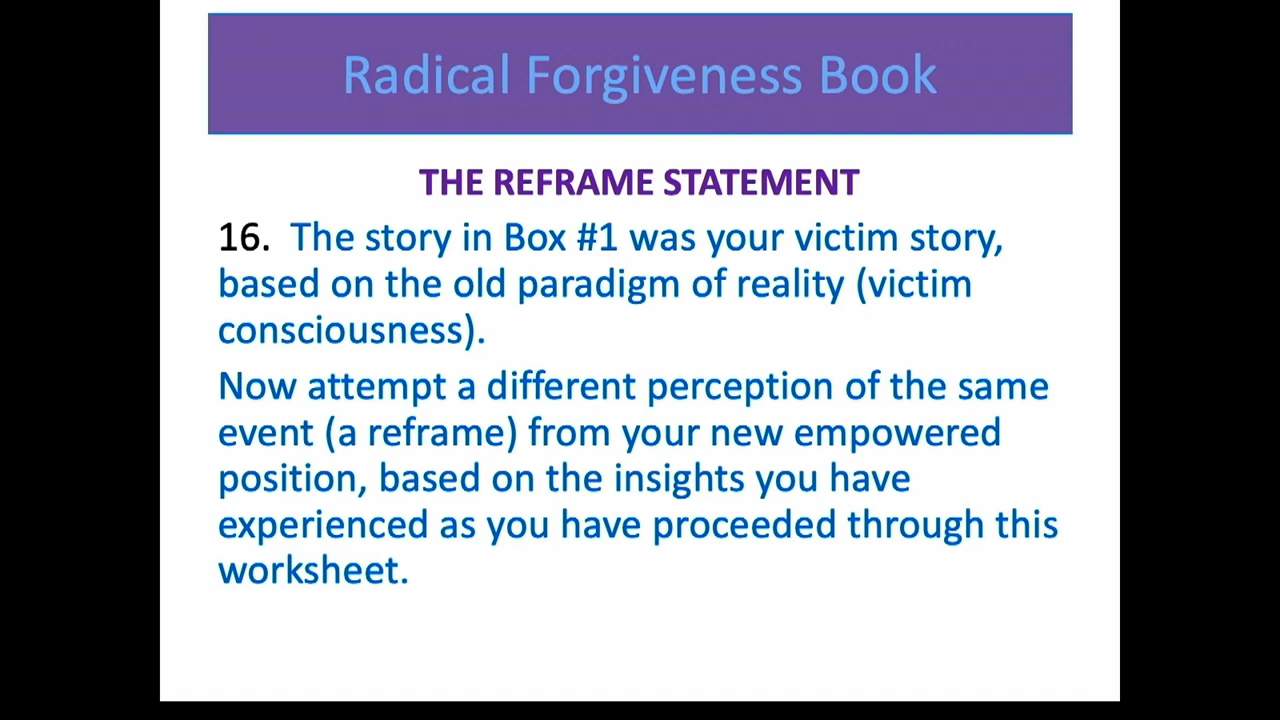 Radical Forgiveness Book
THE REFRAME STATEMENT
16. The story in Box #1 was your victim story,
based on the old paradigm of reality (victim
consciousness).
Now attempt a different perception of the same
event (a reframe) from your new empowered
position, based on the insights you have
experienced as you have proceeded through this
worksheet.